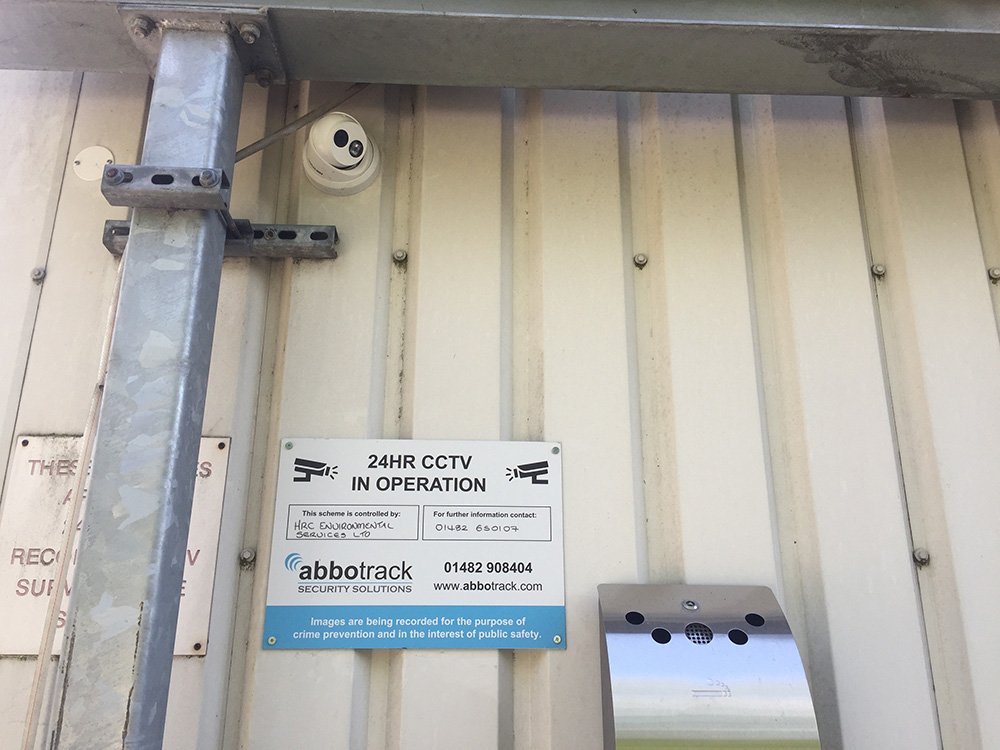 24HR CCTV
IN OPERATION
This scheme is controlled by:
HRC ENVIRONMENTAL
SERVICES LTD
For further information contact:
01482 650107
abbotrack
SECURITY SOLUTIONS
01482 908404
www.abbotrack.com
Images are being recorded for the purpose of
crime prevention and in the interest of public safety.
THESE